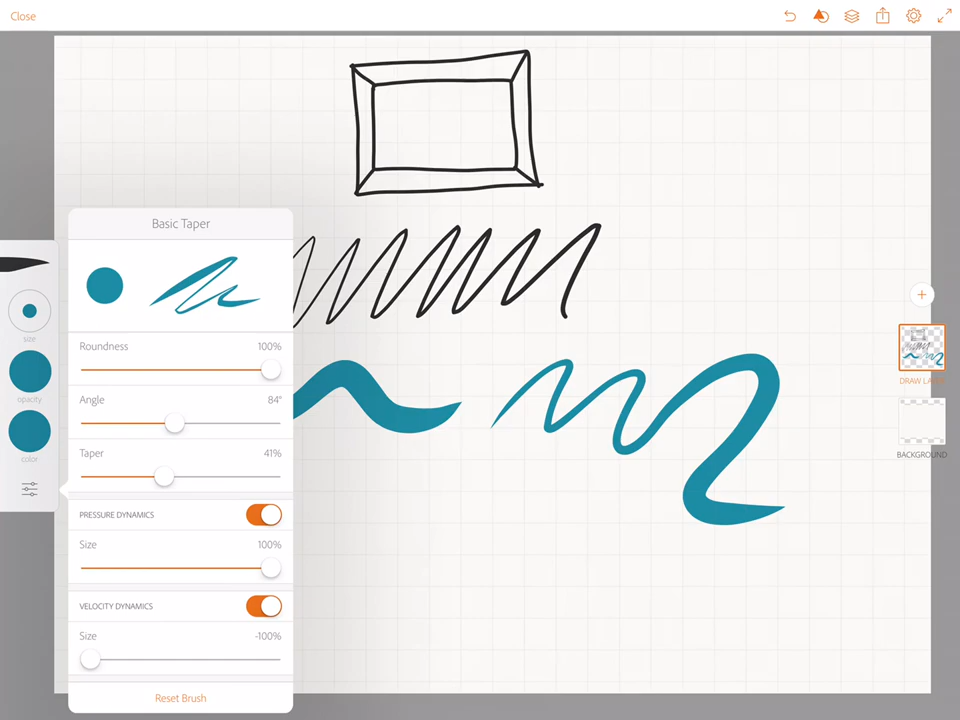 Close
Basic Taper
Roundness 100%
Angle 84°
Taper 41%
PRESSURE DYNAMICS
Size 100%
VELOCITY DYNAMICS
Size -100%
Reset Brush
size
opacity
color
DRAW LA
BACKGROUND